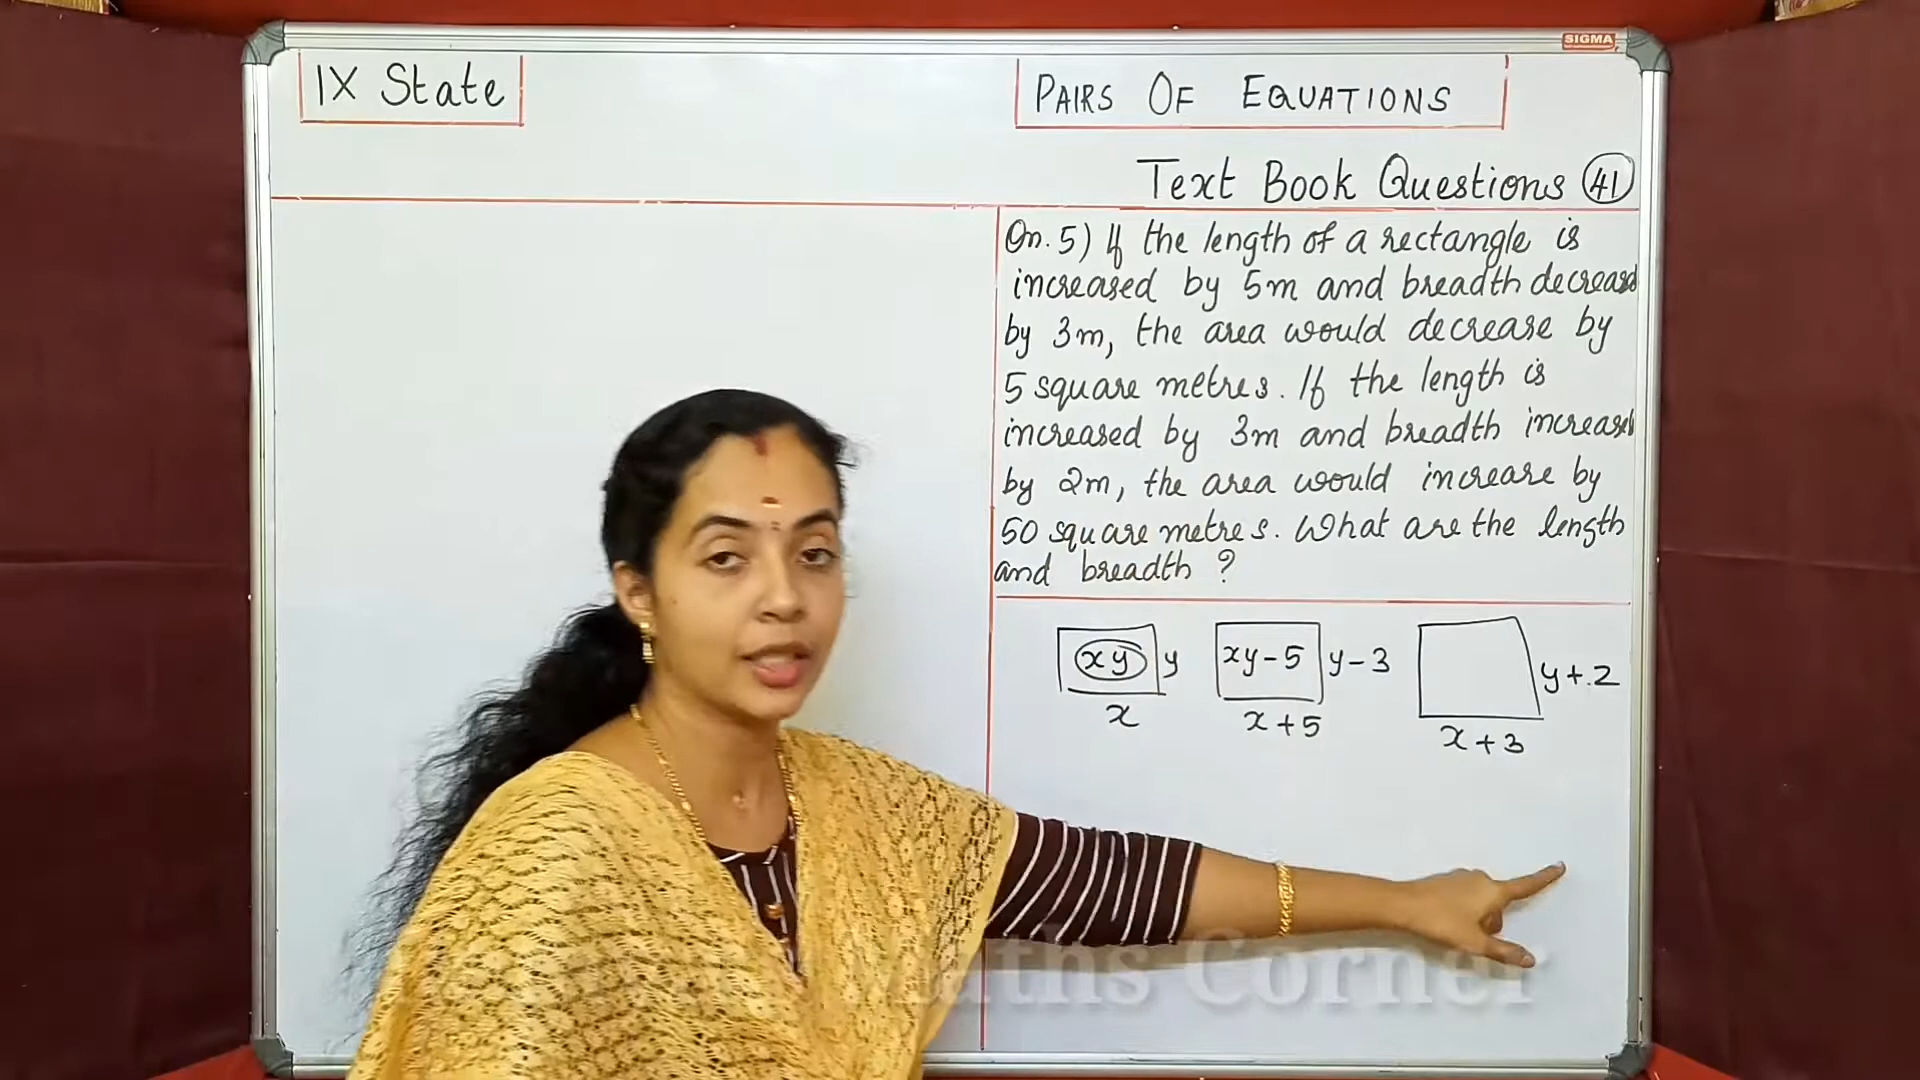 SIGMA
IX State
PAIRS OF EQUATIONS
Text Book Questions 41
Qn. 5) If the length of a rectangle is
increased by 5m and breadth decreased
by 3m, the area would decrease by
5 square metres. If the length is
increased by 3m and breadth increased
by 2m, the area would increase by
50 square metres. What are the length
and breadth ?
xy y xy-5 y-3 y+2
x x+5 x+3
Maths Corner